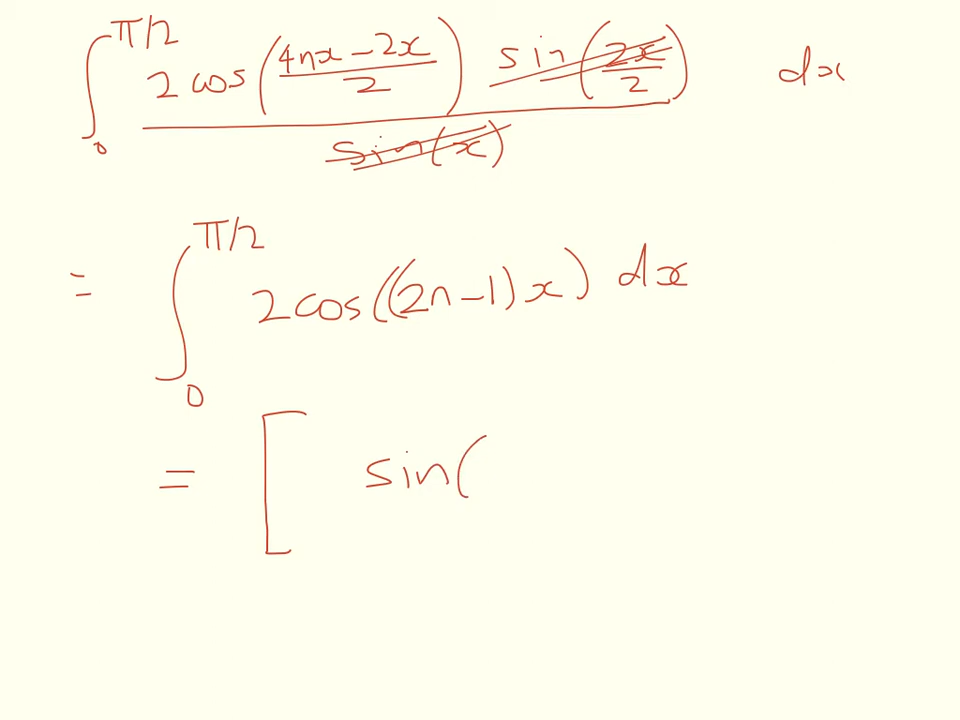 ∫₀^(π/2) (2cos((4nx−2x)/2) sin(2x/2))/(sin(x)) dx
= ∫₀^(π/2) 2cos((2n−1)x) dx
= [ sin(